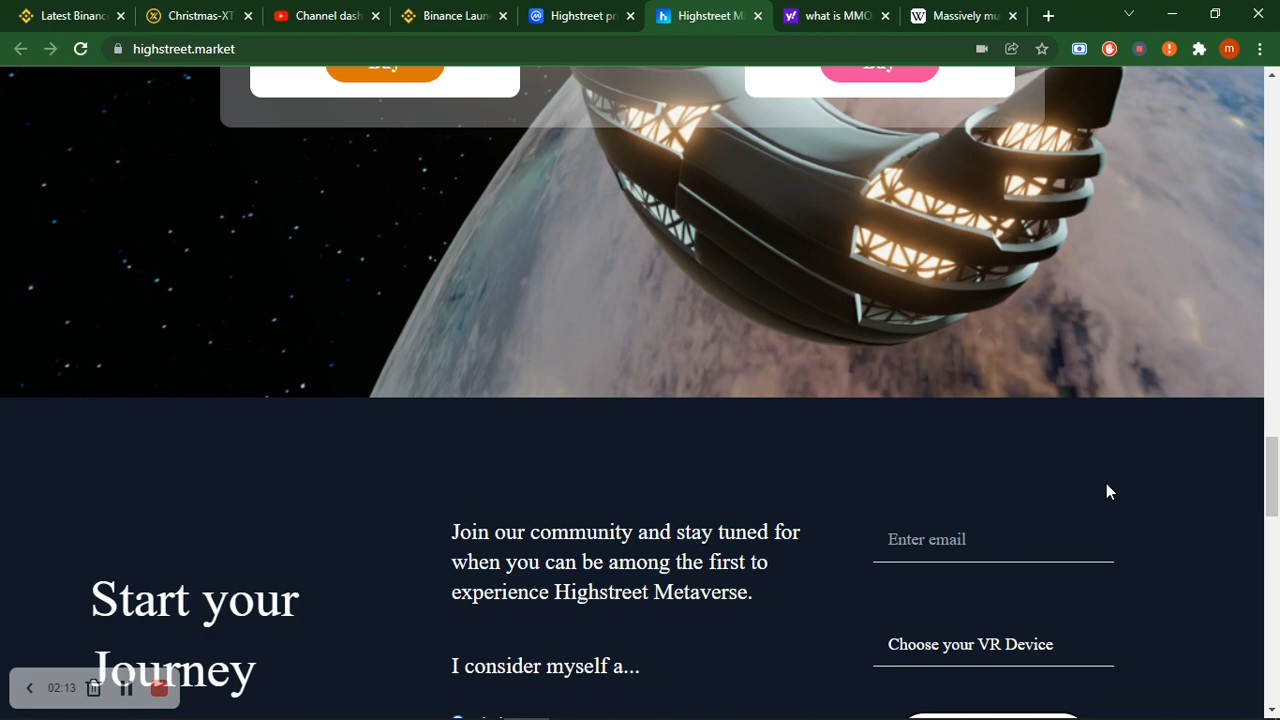 Latest Binanc
Christmas-XT
Channel dash
Binance Laun
Highstreet pr
Highstreet M
what is MMO
Massively mu
highstreet.market
m
Buy
Buy
Join our community and stay tuned for
when you can be among the first to
experience Highstreet Metaverse.
Enter email
Start your
Journey
Choose your VR Device
I consider myself a...
02:13